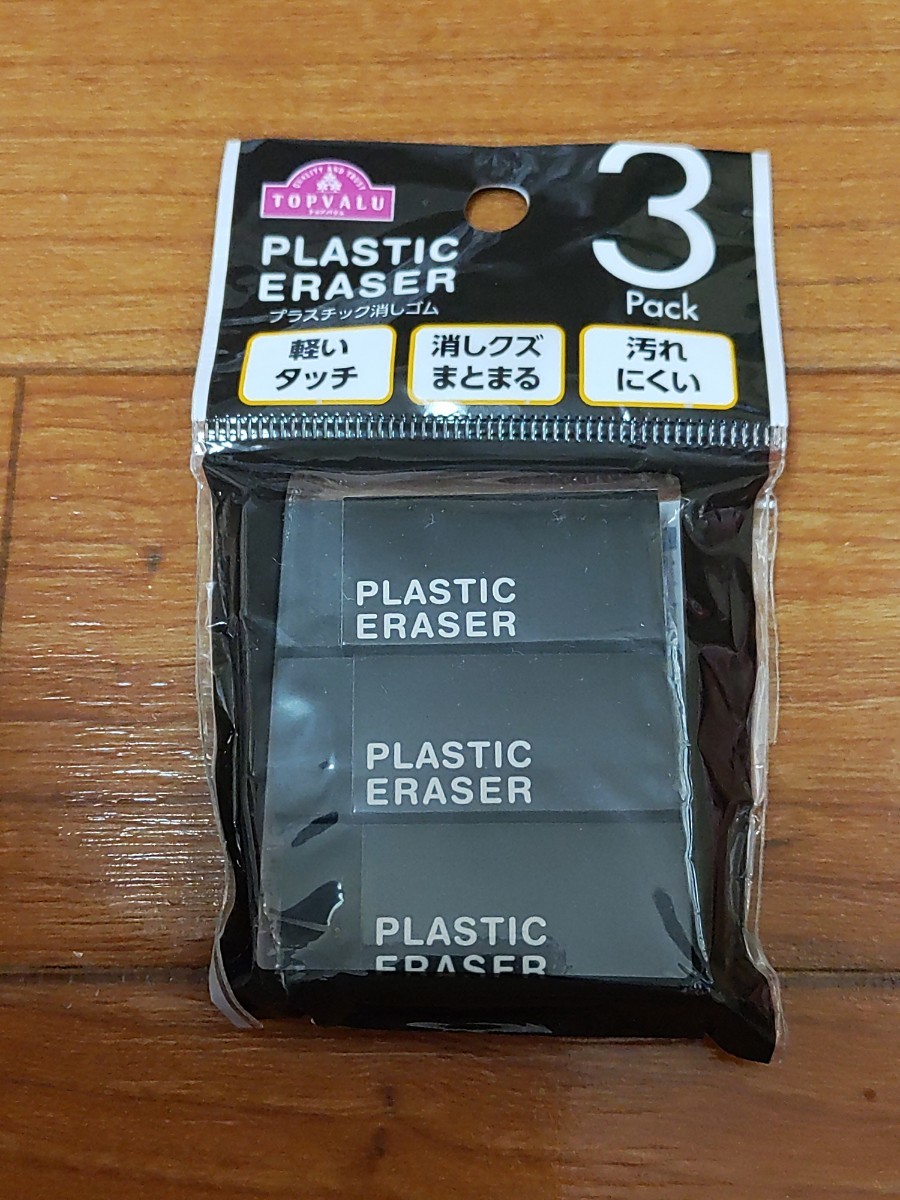 QUALITY AND TRUST
TOPVALU
トップバリュ
PLASTIC
ERASER
プラスチック消しゴム
3
Pack
軽い
タッチ
消しクズ
まとまる
汚れ
にくい
PLASTIC
ERASER
PLASTIC
ERASER
PLASTIC
ERASER